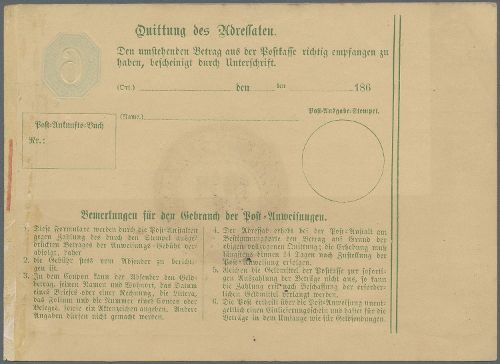 Quittung des Adressaten.
Den umstehenden Betrag aus der Postkasse richtig empfangen zu
haben, bescheinigt durch Unterschrift.
(Ort.) den ten 186
(Name.)
Post-Ausgabe-Stempel.
Post-Ankunfts-Buch
Nr.:
Bemerkungen für den Gebrauch der Post-Anweisungen.
1. Diese Formulare werden durch die Post-Anstalten
gegen Zahlung des durch den Stempel ausge-
drückten Betrages der Anweisungs-Gebühr ver-
abfolgt, daher
2. die Gebühr stets vom Absender zu berichti-
gen ist.
3. In dem Coupon kann der Absender den Geld-
betrag, seinen Namen und Wohnort, das Datum
eines Briefes oder einer Rechnung, die Littera,
das Folium und die Nummer eines Contos oder
Beleges, sowie ein Aktenzeichen angeben. Andere
Angaben dürfen nicht gemacht werden.
4. Der Adressat erhebt bei der Post-Anstalt am
Bestimmungsorte den Betrag auf Grund der
obigen vollzogenen Quittung; die Erhebung muß
längstens binnen 14 Tagen nach Zustellung der
Post-Anweisung erfolgen.
5. Reichen die Geldmittel der Postkasse zur soforti-
gen Auszahlung der Beträge nicht aus, so kann
die Zahlung erst nach Beschaffung der erforder-
lichen Geldmittel verlangt werden.
6. Die Post ertheilt über die Post-Anweisung unent-
geltlich einen Einlieferungsschein und haftet für die
Beträge in dem Umfange wie für Geldsendungen.